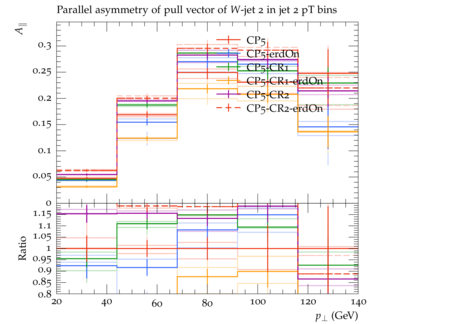 Parallel asymmetry of pull vector of W-jet 2 in jet 2 pT bins
A∥
0.3
0.25
0.2
0.15
0.1
0.05
0
CP5
CP5-erdOn
CP5-CR1
CP5-CR1-erdOn
CP5-CR2
CP5-CR2-erdOn
Ratio
1.15
1.1
1.05
1
0.95
0.9
0.85
0.8
20 40 60 80 100 120 140
p⊥ (GeV)